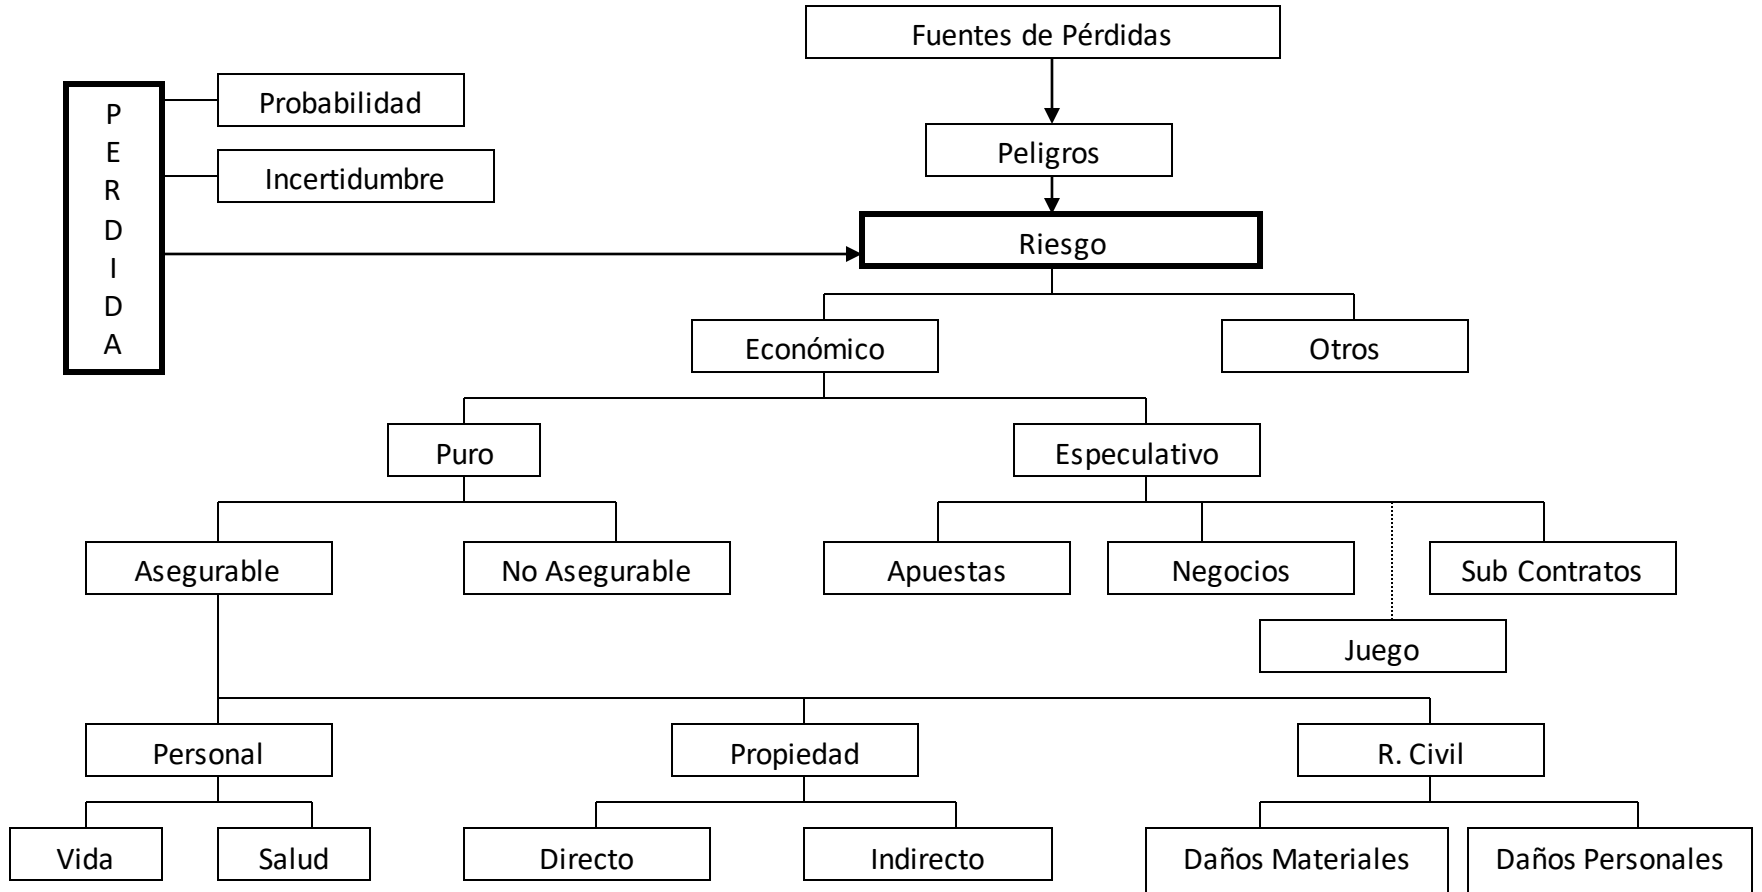 Fuentes de Pérdidas
Probabilidad
P
E
R
D
I
D
A
Peligros
Incertidumbre
Riesgo
Económico
Otros
Puro
Especulativo
Asegurable
No Asegurable
Apuestas
Negocios
Sub Contratos
Juego
Personal
Propiedad
R. Civil
Vida
Salud
Directo
Indirecto
Daños Materiales
Daños Personales